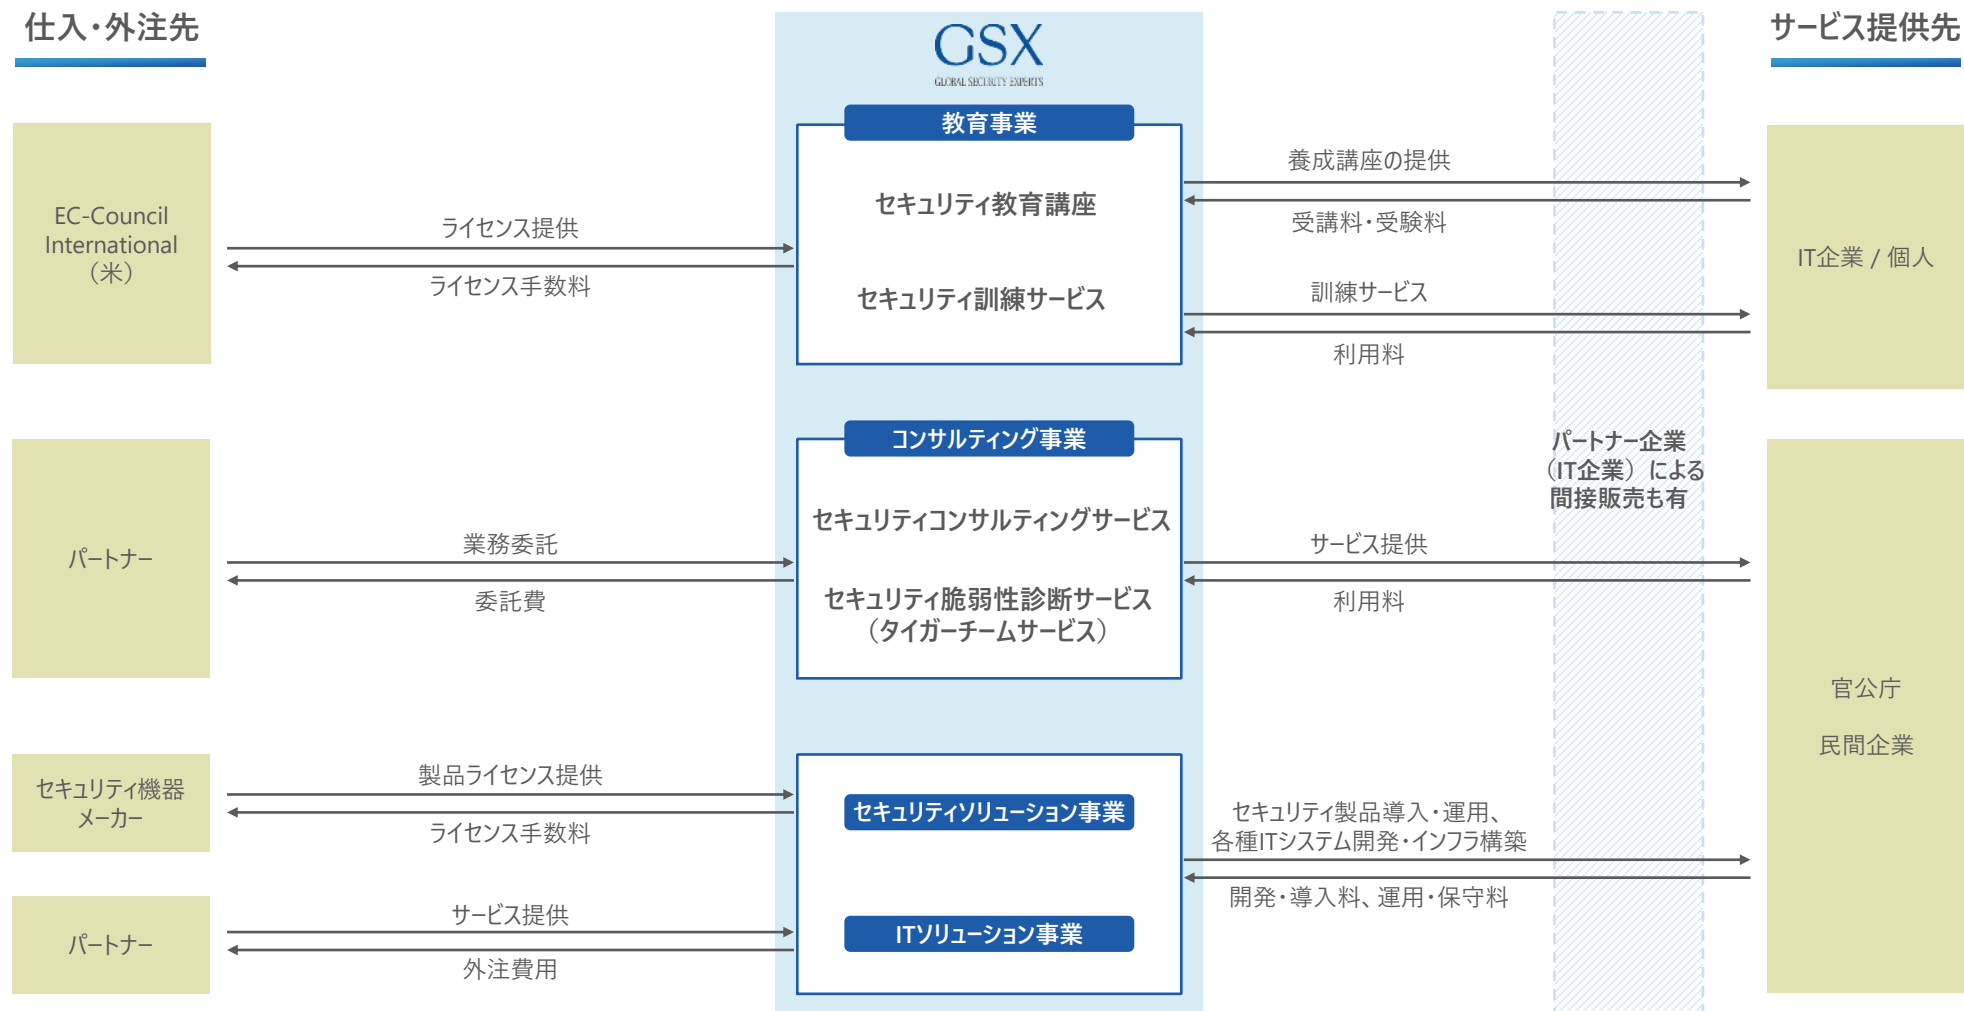 仕入・外注先
GSX
GLOBAL SECURITY EXPERTS
サービス提供先
教育事業
セキュリティ教育講座
セキュリティ訓練サービス
EC-Council
International
（米）
ライセンス提供
ライセンス手数料
養成講座の提供
受講料・受験料
訓練サービス
利用料
IT企業 / 個人
コンサルティング事業
セキュリティコンサルティングサービス
セキュリティ脆弱性診断サービス
（タイガーチームサービス）
パートナー
業務委託
委託費
サービス提供
利用料
パートナー企業
（IT企業）による
間接販売も有
官公庁
民間企業
セキュリティ機器
メーカー
製品ライセンス提供
ライセンス手数料
セキュリティソリューション事業
セキュリティ製品導入・運用、
各種ITシステム開発・インフラ構築
開発・導入料、運用・保守料
パートナー
サービス提供
外注費用
ITソリューション事業